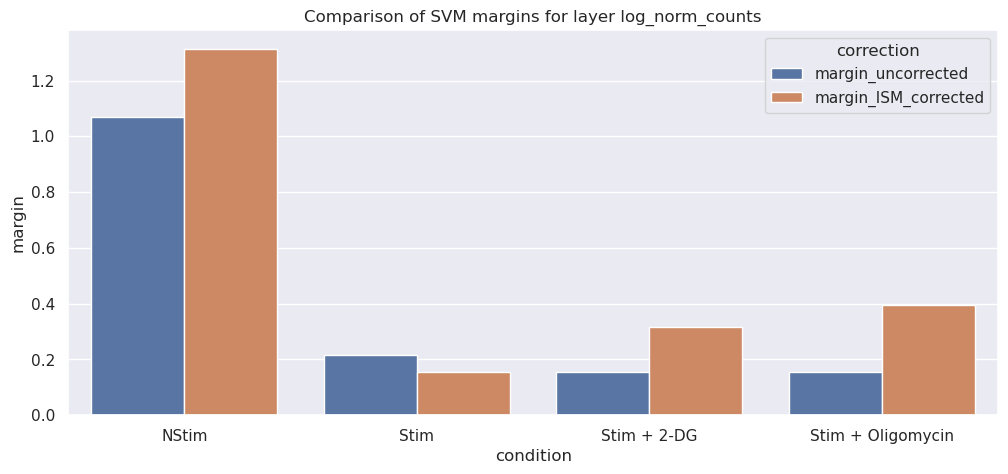 Comparison of SVM margins for layer log_norm_counts
correction
margin_uncorrected
margin_ISM_corrected
margin
1.2
1.0
0.8
0.6
0.4
0.2
0.0
NStim
Stim
Stim + 2-DG
Stim + Oligomycin
condition